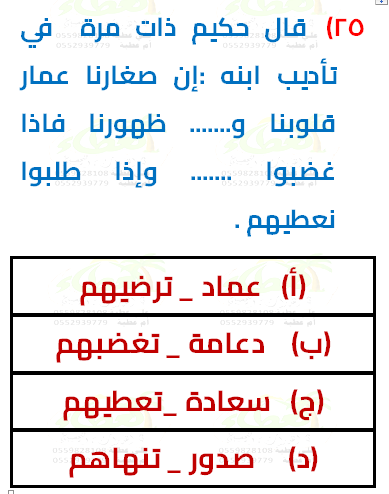 ٢٥) قال حكيم ذات مرة في
تأديب ابنه :إن صغارنا عمار
قلوبنا و....... ظهورنا فاذا
غضبوا ....... وإذا طلبوا
نعطيهم .
(أ) عماد _ ترضيهم
(ب) دعامة _ تغضبهم
(ج) سعادة _تعطيهم
(د) صدور _ تنهاهم